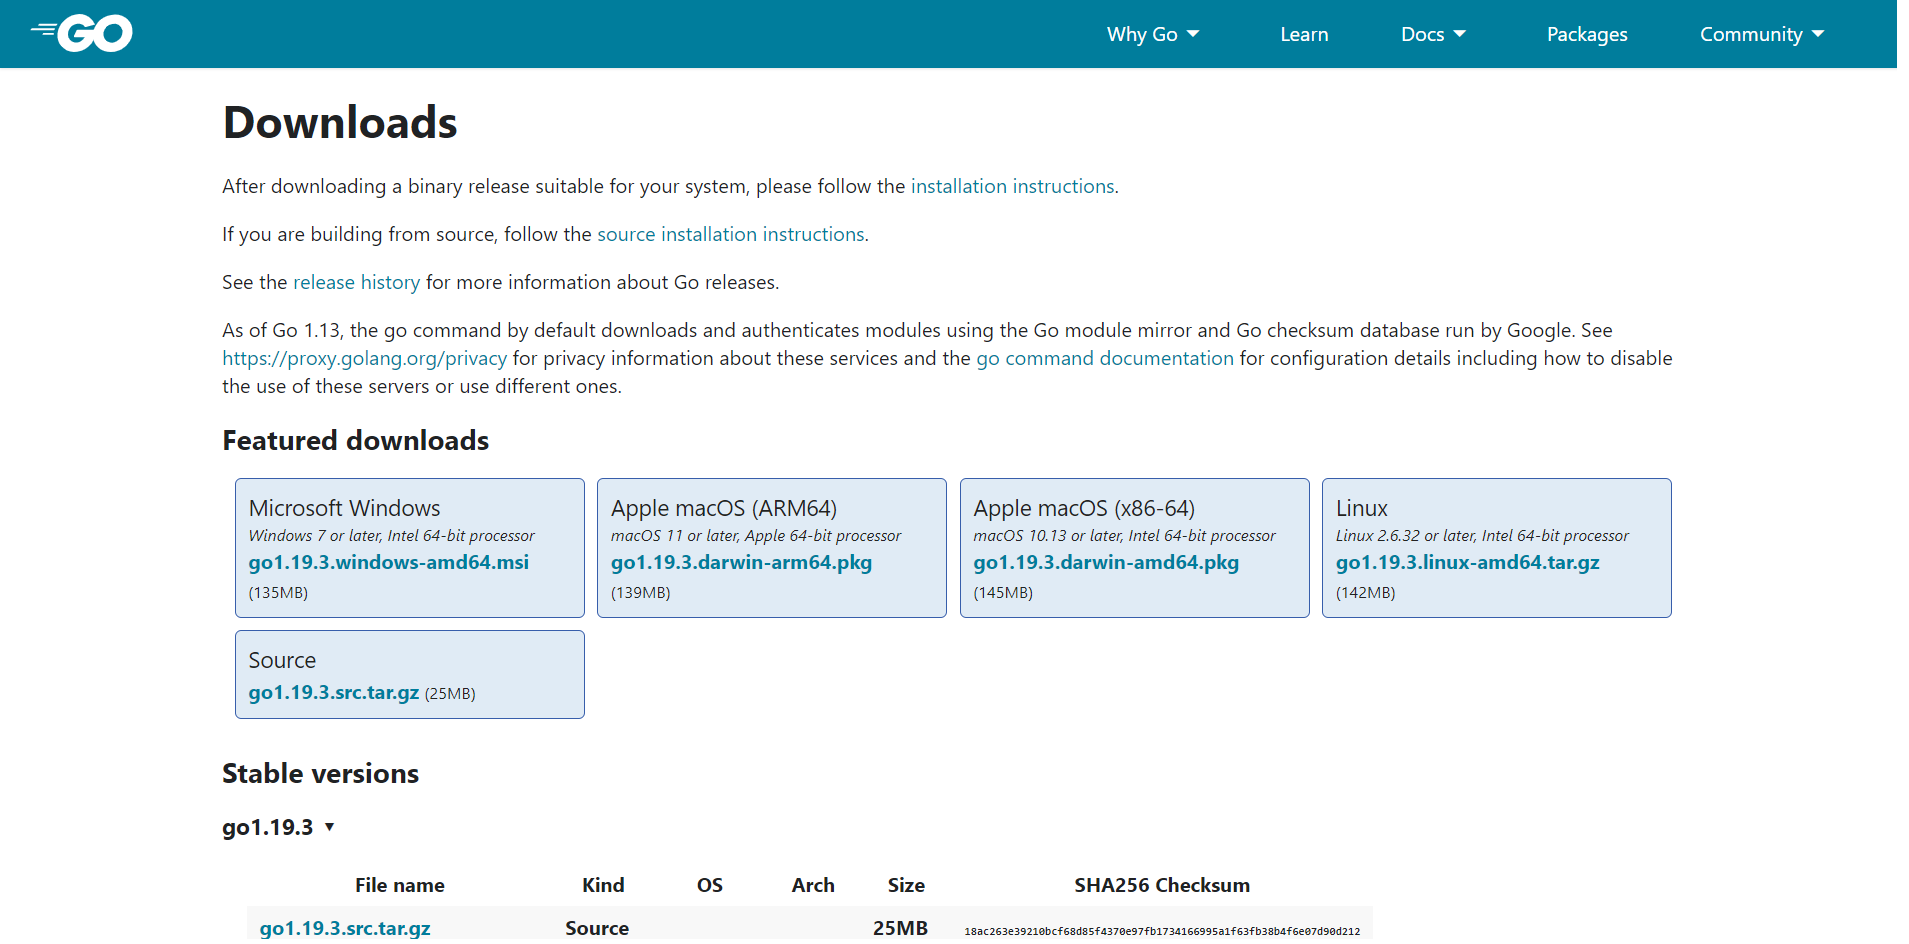 GO
Why Go
Learn
Docs
Packages
Community
Downloads
After downloading a binary release suitable for your system, please follow the installation instructions.
If you are building from source, follow the source installation instructions.
See the release history for more information about Go releases.
As of Go 1.13, the go command by default downloads and authenticates modules using the Go module mirror and Go checksum database run by Google. See
https://proxy.golang.org/privacy for privacy information about these services and the go command documentation for configuration details including how to disable
the use of these servers or use different ones.
Featured downloads
Microsoft Windows
Windows 7 or later, Intel 64-bit processor
go1.19.3.windows-amd64.msi
(135MB)
Apple macOS (ARM64)
macOS 11 or later, Apple 64-bit processor
go1.19.3.darwin-arm64.pkg
(139MB)
Apple macOS (x86-64)
macOS 10.13 or later, Intel 64-bit processor
go1.19.3.darwin-amd64.pkg
(145MB)
Linux
Linux 2.6.32 or later, Intel 64-bit processor
go1.19.3.linux-amd64.tar.gz
(142MB)
Source
go1.19.3.src.tar.gz (25MB)
Stable versions
go1.19.3 ▾
File name Kind OS Arch Size SHA256 Checksum
go1.19.3.src.tar.gz Source 25MB 18ac263e39210bcf68d85f4370e97fb1734166995a1f63fb38b4f6e07d90d212